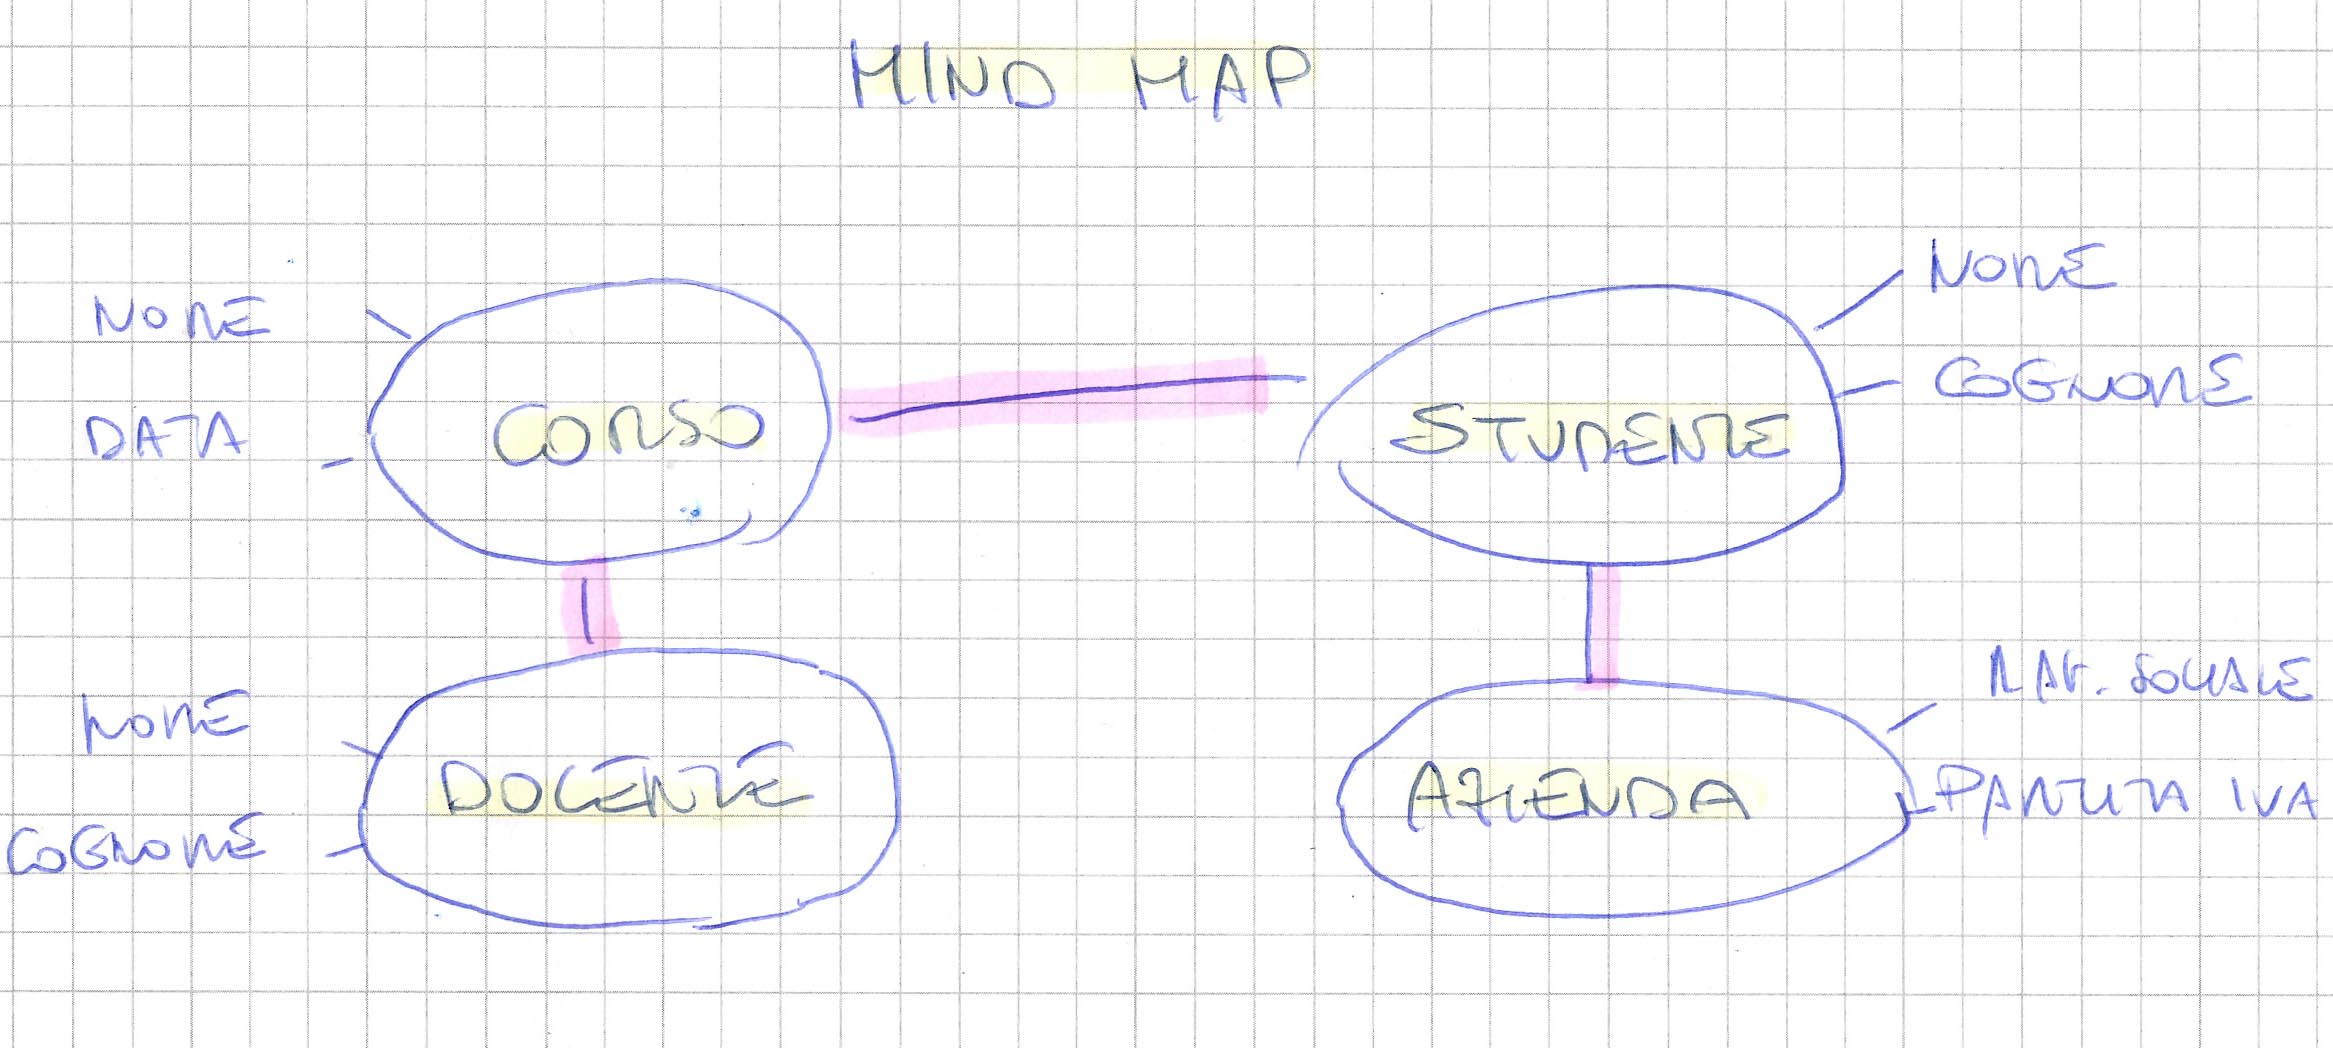 MIND MAP
NOME
DATA
CORSO
STUDENTE
NOME
COGNOME
NOME
COGNOME
DOCENTE
AZIENDA
RAG. SOCIALE
PARTITA IVA